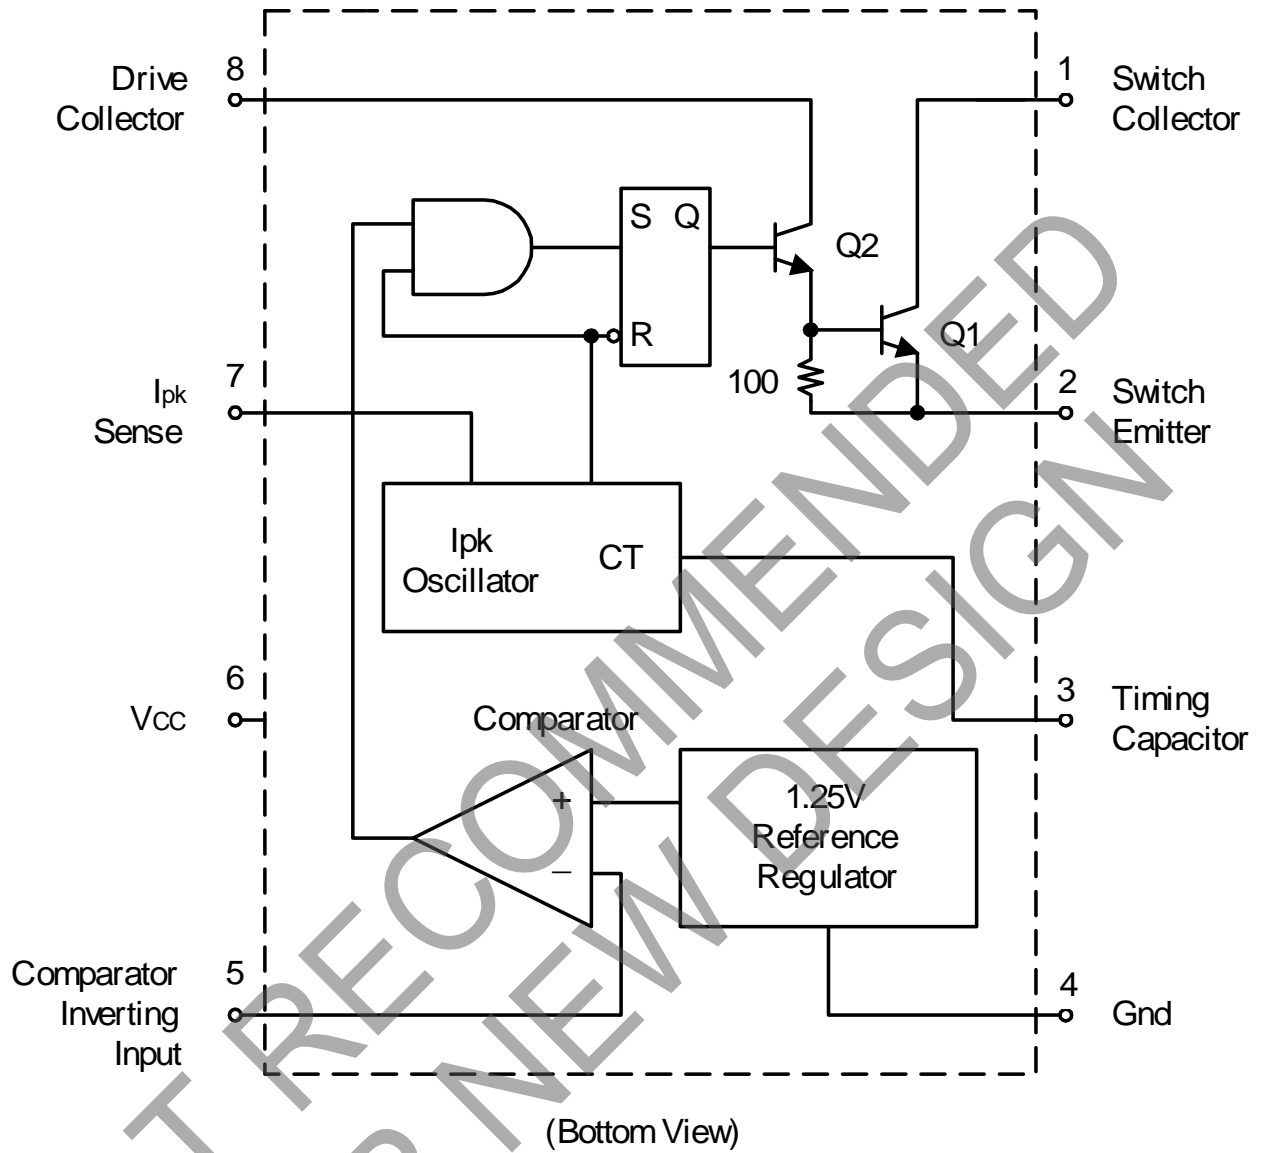 8
Drive
Collector
1
Switch
Collector
S Q
Q2
R
Q1
100
7
Ipk
Sense
2
Switch
Emitter
Ipk
Oscillator
CT
6
VCC
3
Timing
Capacitor
Comparator
+
−
1.25V
Reference
Regulator
5
Comparator
Inverting
Input
4
Gnd
(Bottom View)
T RECOMMENDED
R NEW DESIGN